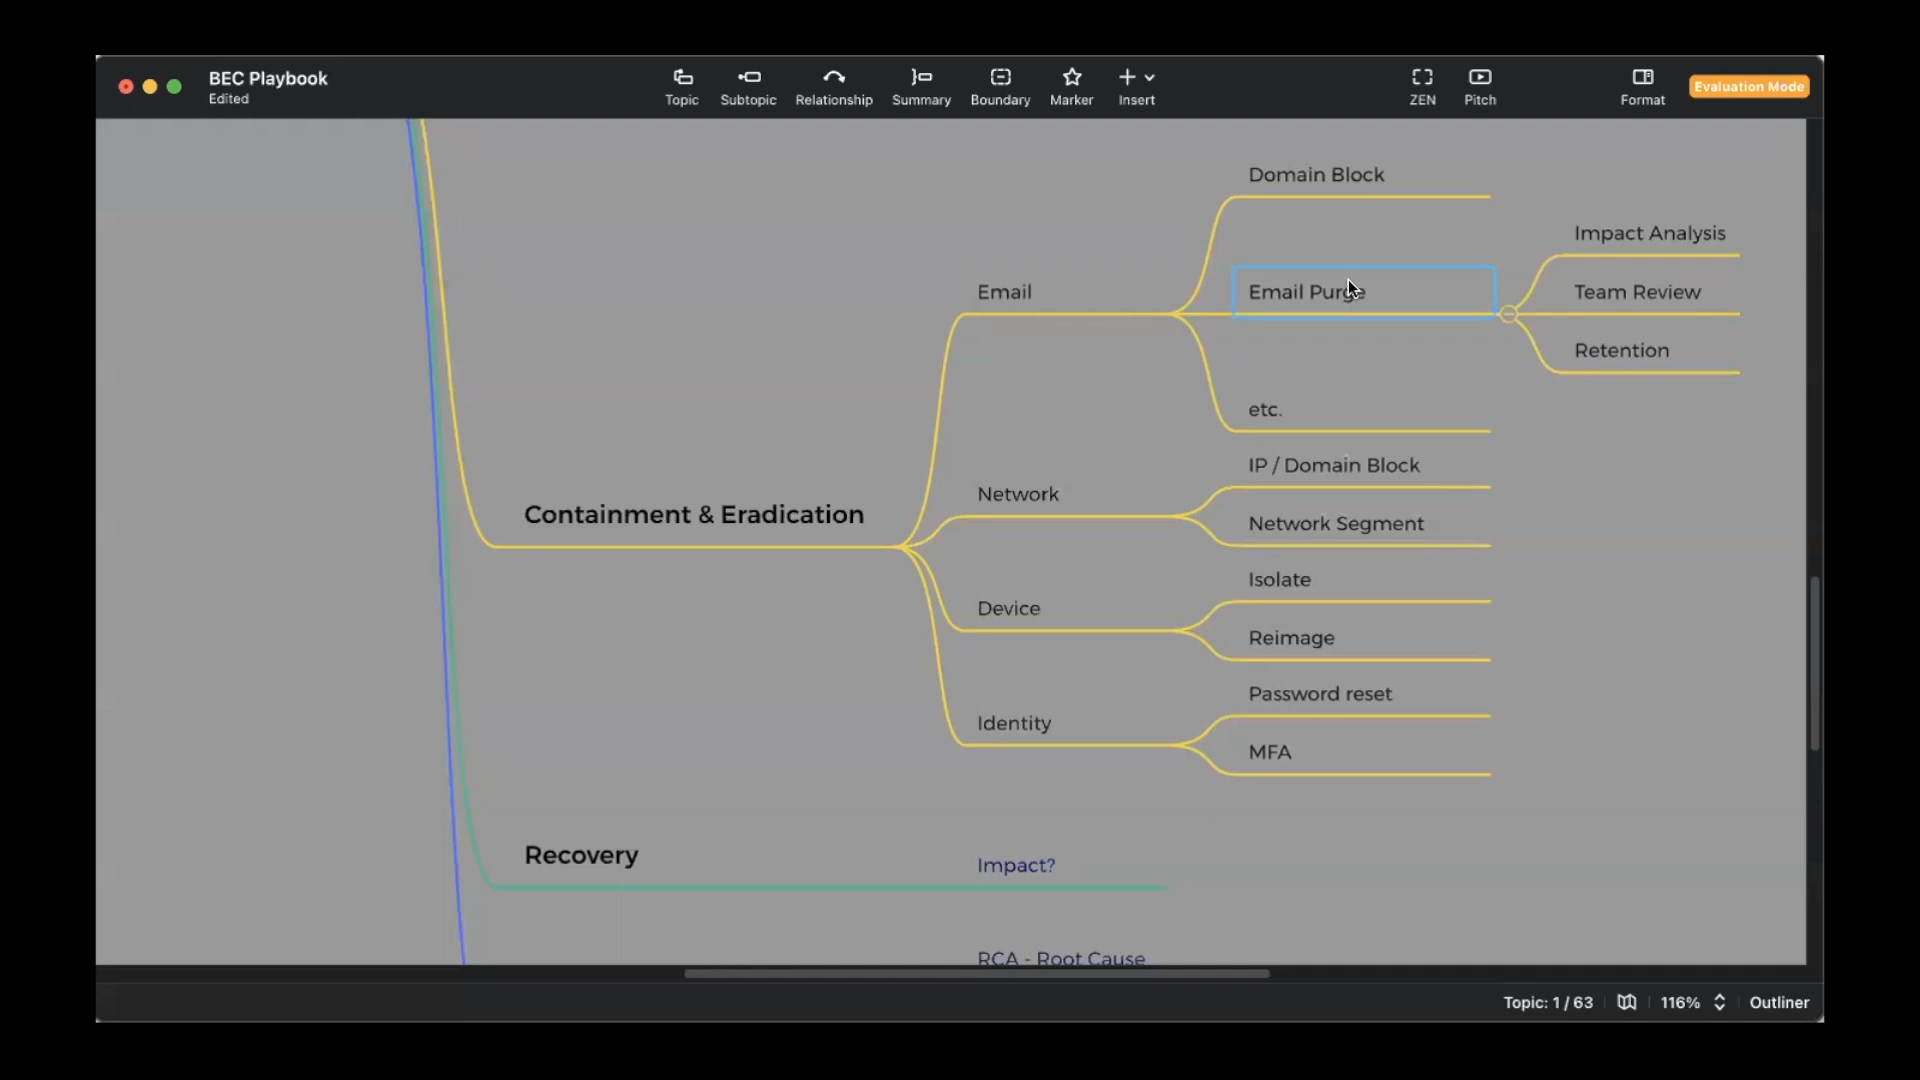 BEC Playbook
Edited
Topic
Subtopic
Relationship
Summary
Boundary
Marker
Insert
ZEN
Pitch
Format
Evaluation Mode
Domain Block
Impact Analysis
Email
Email Purge
Team Review
Retention
etc.
IP / Domain Block
Network
Containment & Eradication
Network Segment
Isolate
Device
Reimage
Password reset
Identity
MFA
Recovery
Impact?
RCA - Root Cause
Topic: 1 / 63
116%
Outliner